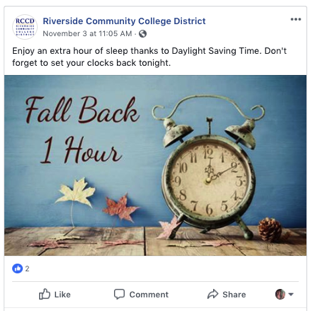 RCCD
Riverside Community College District
November 3 at 11:05 AM ·
Enjoy an extra hour of sleep thanks to Daylight Saving Time. Don't
forget to set your clocks back tonight.
Fall Back
1 Hour
2
Like
Comment
Share